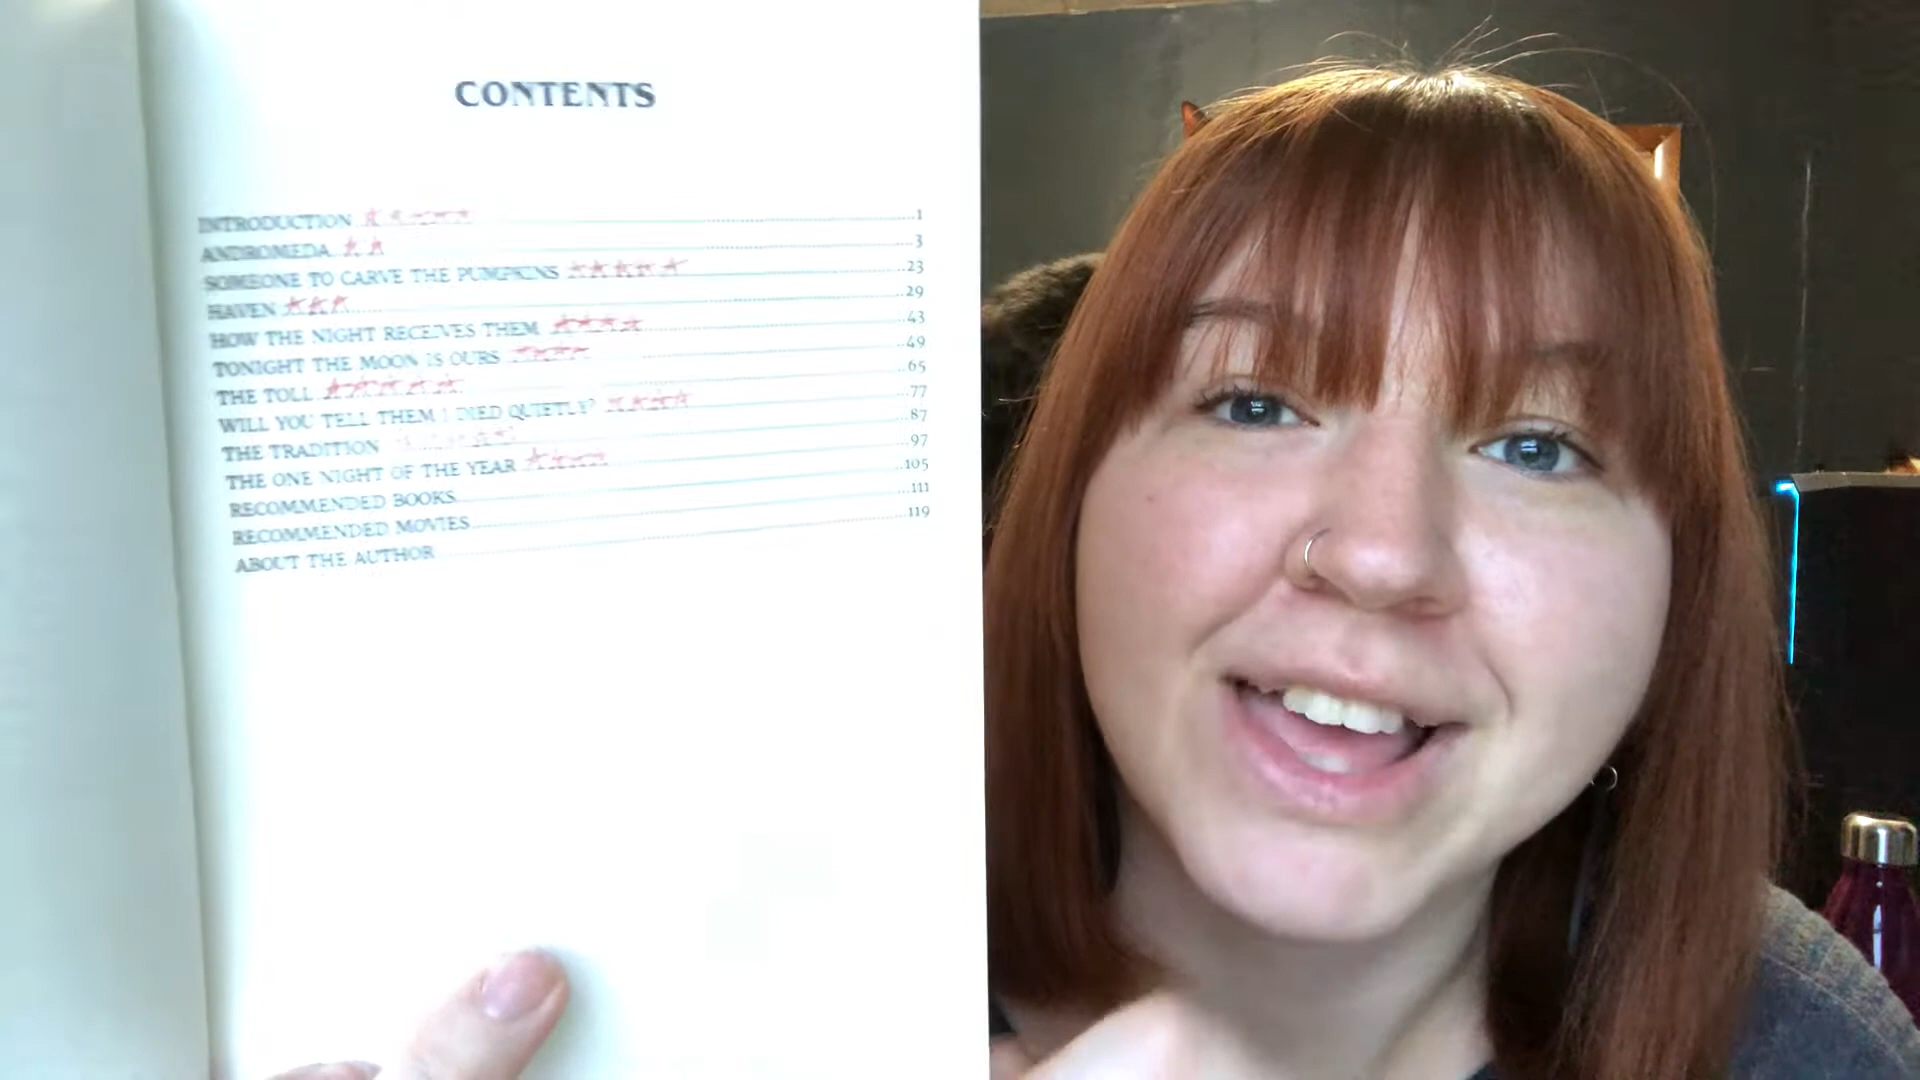 CONTENTS
INTRODUCTION 1
ANDROMEDA 3
SOMEONE TO CARVE THE PUMPKINS 23
HAVEN 29
HOW THE NIGHT RECEIVES THEM 43
TONIGHT THE MOON IS OURS 49
THE TOLL 65
WILL YOU TELL THEM I DIED QUIETLY? 77
THE TRADITION 87
THE ONE NIGHT OF THE YEAR 97
RECOMMENDED BOOKS 105
RECOMMENDED MOVIES 111
ABOUT THE AUTHOR 119